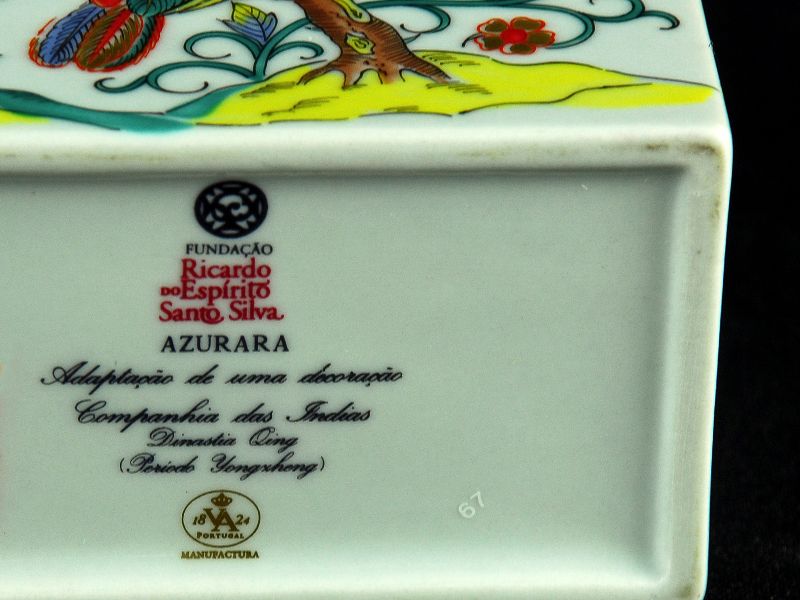 FUNDAÇÃO
Ricardo
DO Espírito
Santo Silva
AZURARA
Adaptação de uma decoração
Companhia das Indias
Dinastia Qing
(Periodo Yongzheng)
18 VA 24
PORTUGAL
MANUFACTURA
67